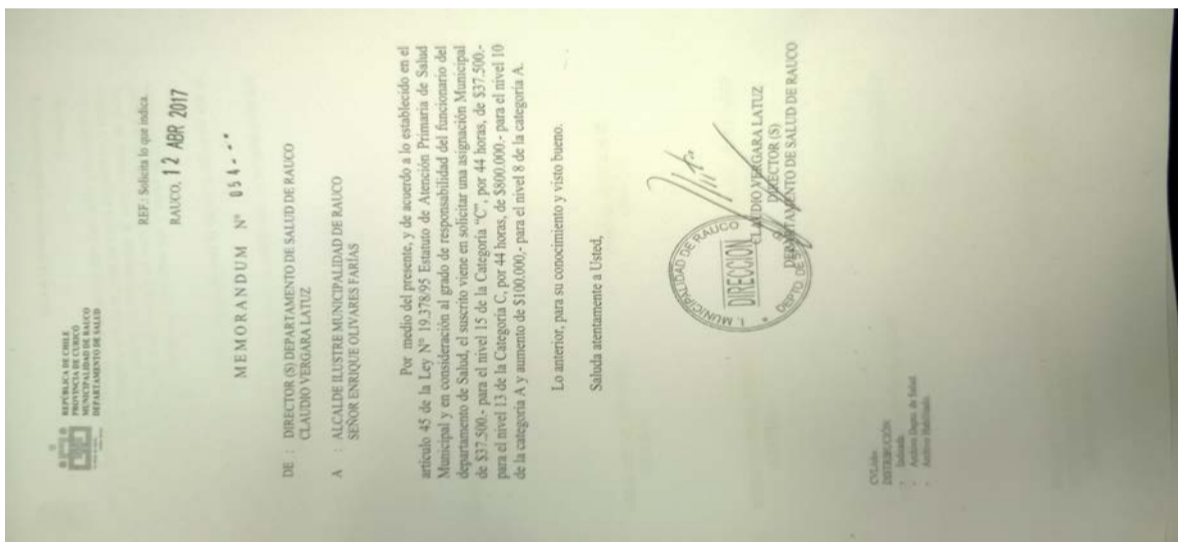 REPÚBLICA DE CHILE
PROVINCIA DE CURICÓ
MUNICIPALIDAD DE RAUCO
DEPARTAMENTO DE SALUD
REF.: Solicita lo que indica.
RAUCO, 12 ABR 2017
MEMORANDUM Nº 054.-
DE : DIRECTOR (S) DEPARTAMENTO DE SALUD DE RAUCO
CLAUDIO VERGARA LATUZ
A : ALCALDE ILUSTRE MUNICIPALIDAD DE RAUCO
SEÑOR ENRIQUE OLIVARES FARÍAS
Por medio del presente, y de acuerdo a lo establecido en el
artículo 45 de la Ley Nº 19.378/95 Estatuto de Atención Primaria de Salud
Municipal y en consideración al grado de responsabilidad del funcionario del
departamento de Salud, el suscrito viene en solicitar una asignación Municipal
de $37.500.- para el nivel 15 de la Categoría "C", por 44 horas, de $37.500.-
para el nivel 13 de la Categoría C, por 44 horas, de $800.000.- para el nivel 10
de la categoría A y aumento de $100.000,- para el nivel 8 de la categoría A.
Lo anterior, para su conocimiento y visto bueno.
Saluda atentamente a Usted,
I. MUNICIPALIDAD DE RAUCO
DIRECCION
DEPTO DE
CLAUDIO VERGARA LATUZ
DIRECTOR (S)
DEPARTAMENTO DE SALUD DE RAUCO
DISTRIBUCIÓN:
- Indicada
- Archivo Depto. de Salud
- Archivo Habilitado.